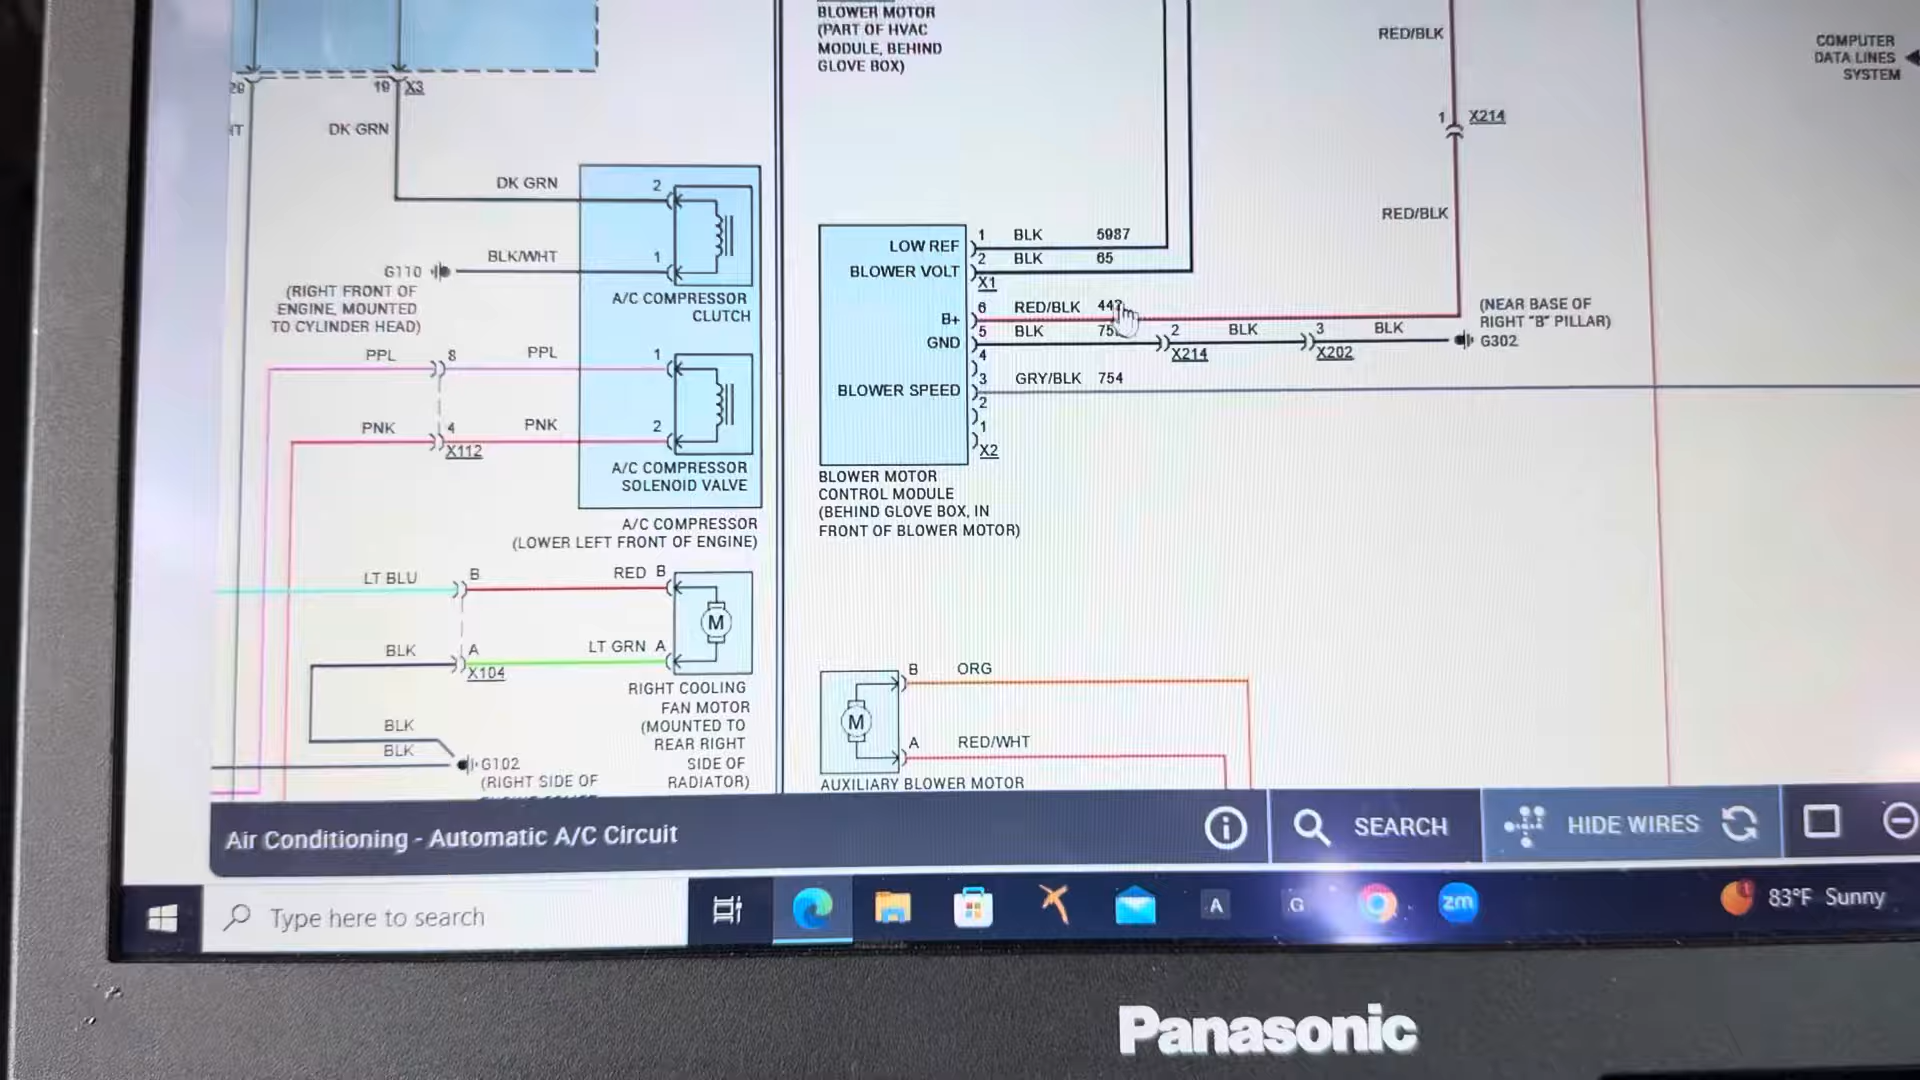 BLOWER MOTOR
(PART OF HVAC
MODULE, BEHIND
GLOVE BOX)
RED/BLK
COMPUTER
DATA LINES
SYSTEM
19 X3
DK GRN
1 X214
DK GRN 2
RED/BLK
BLK/WHT 1
G110
(RIGHT FRONT OF
ENGINE, MOUNTED
TO CYLINDER HEAD)
A/C COMPRESSOR
CLUTCH
LOW REF 1 BLK 5987
BLOWER VOLT 2 BLK 65
X1
B+ 6 RED/BLK
GND 5 BLK
2 X214
BLK
3 X202
BLK
(NEAR BASE OF
RIGHT "B" PILLAR)
G302
4
BLOWER SPEED 3 GRY/BLK 754
2
1
X2
PPL 8 PPL 1
PNK 4 PNK 2
X112
A/C COMPRESSOR
SOLENOID VALVE
BLOWER MOTOR
CONTROL MODULE
(BEHIND GLOVE BOX, IN
FRONT OF BLOWER MOTOR)
A/C COMPRESSOR
(LOWER LEFT FRONT OF ENGINE)
LT BLU B RED B
M
BLK A LT GRN A
X104
RIGHT COOLING
FAN MOTOR
(MOUNTED TO
REAR RIGHT
SIDE OF
RADIATOR)
BLK
BLK
G102
(RIGHT SIDE OF
B ORG
M
A RED/WHT
AUXILIARY BLOWER MOTOR
Air Conditioning - Automatic A/C Circuit
i
SEARCH
HIDE WIRES
Type here to search
A
G
zm
1
83°F Sunny
Panasonic